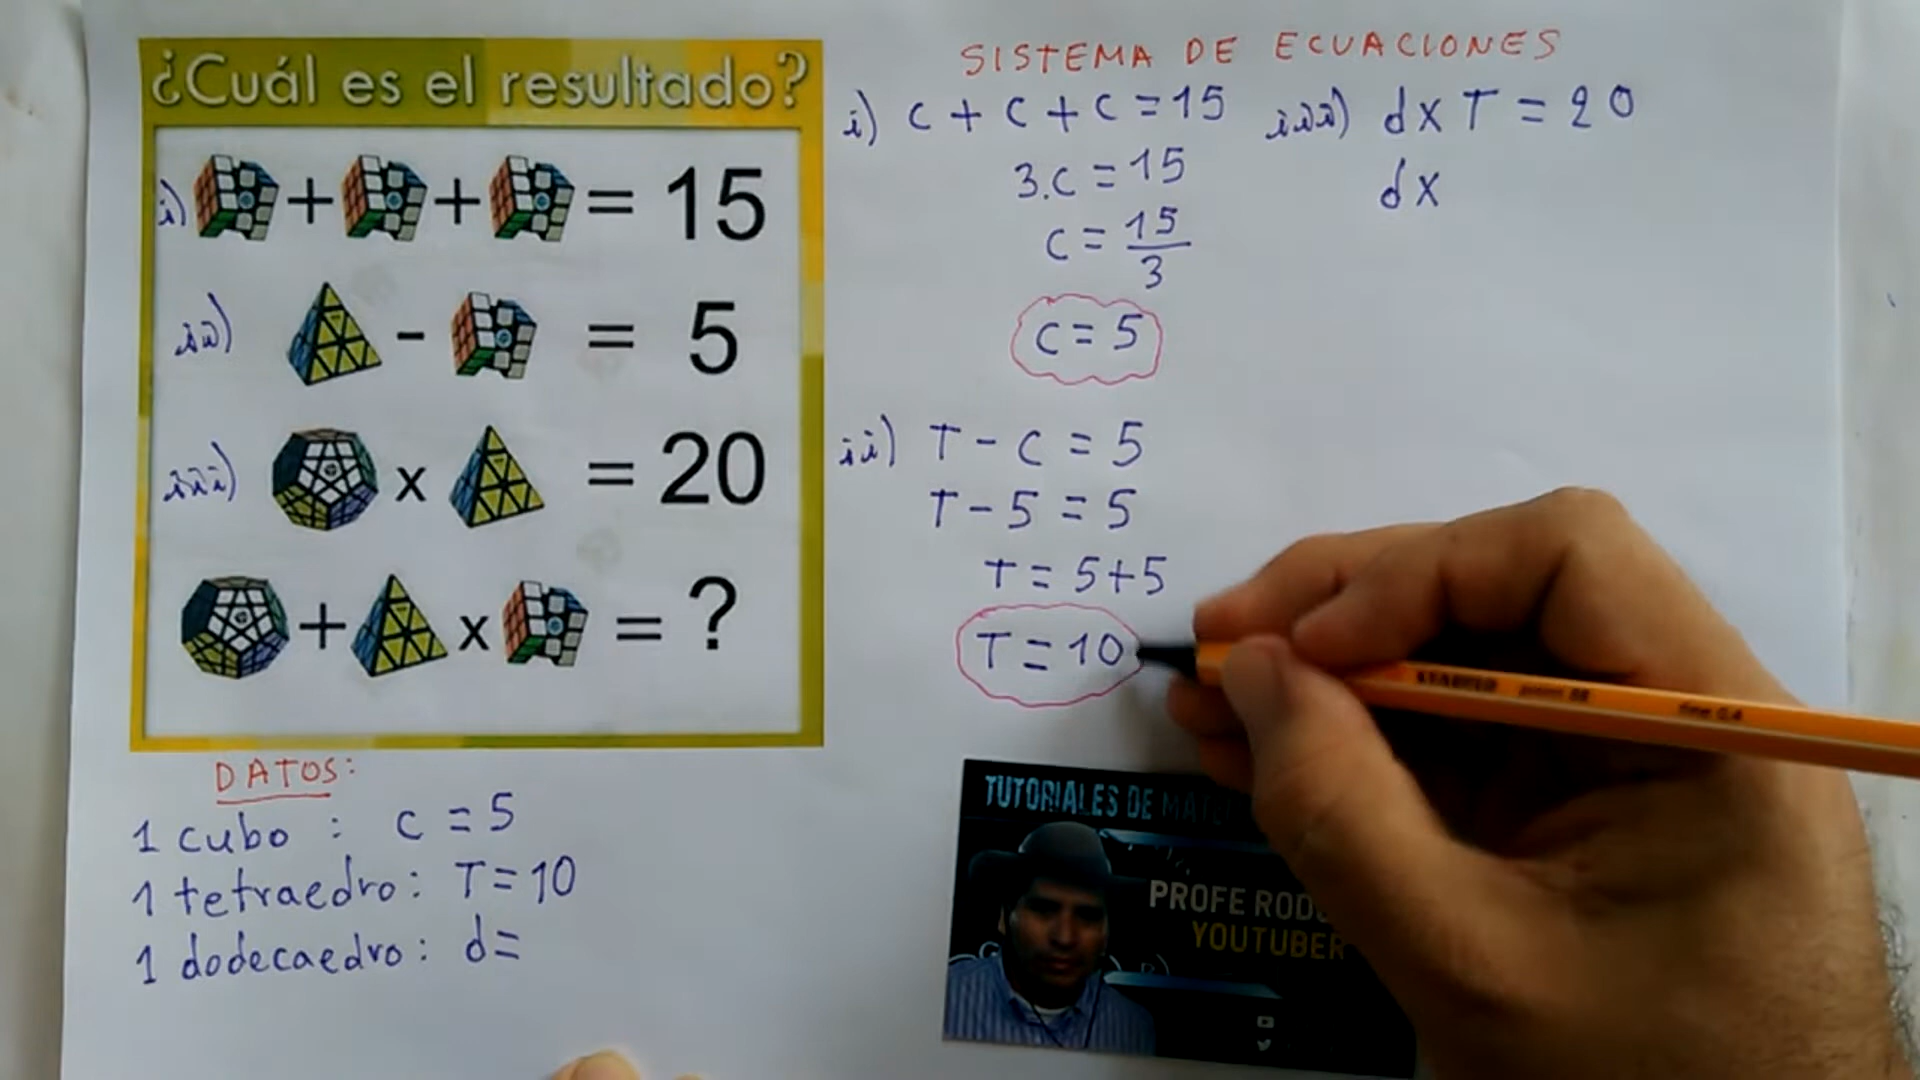 ¿Cuál es el resultado?
i) + + = 15
ii) - = 5
iii) x = 20
+ x = ?
DATOS:
1 cubo : c = 5
1 tetraedro : T = 10
1 dodecaedro : d =
SISTEMA DE ECUACIONES
i) c + c + c = 15
3.c = 15
c = 15
3
c = 5
ii) T - c = 5
T - 5 = 5
T = 5+5
T = 10
iii) d x T = 20
d x
TUTORIALES DE
PROFE
YOUTUBER